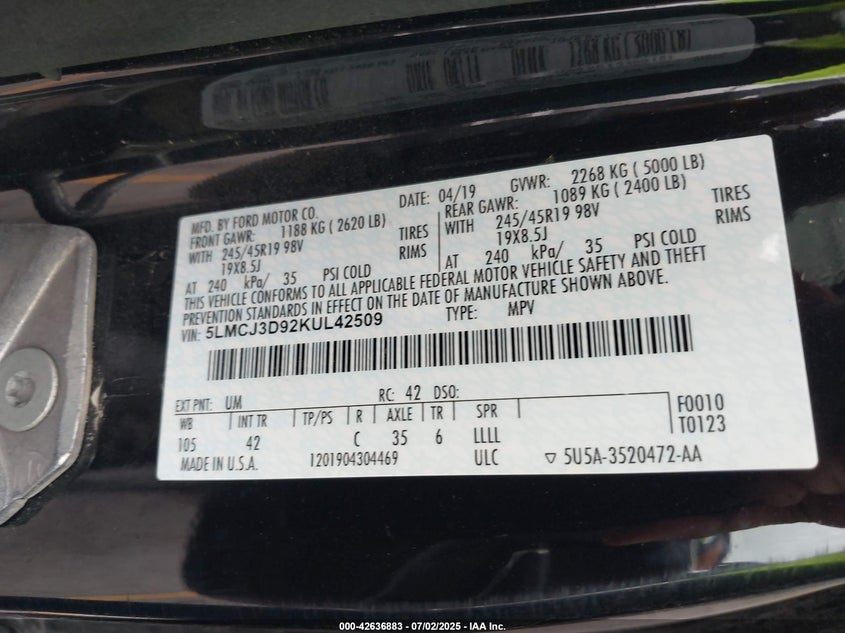 MFD. BY FORD MOTOR CO. DATE: 04/19 GVWR: 2268 KG ( 5000 LB)
FRONT GAWR: 1188 KG ( 2620 LB) REAR GAWR: 1089 KG ( 2400 LB)
WITH 245/45R19 98V TIRES WITH 245/45R19 98V TIRES
19X8.5J RIMS 19X8.5J RIMS
AT 240 kPa/ 35 PSI COLD AT 240 kPa/ 35 PSI COLD
THIS VEHICLE CONFORMS TO ALL APPLICABLE FEDERAL MOTOR VEHICLE SAFETY AND THEFT
PREVENTION STANDARDS IN EFFECT ON THE DATE OF MANUFACTURE SHOWN ABOVE.
VIN: 5LMCJ3D92KUL42509 TYPE: MPV
EXT PNT: UM RC: 42 DSO:
WB INT TR TP/PS R AXLE TR SPR F0010
105 42 C 35 6 LLLL T0123
MADE IN U.S.A. 1201904304469 ULC ▽ 5U5A-3520472-AA
000-42636883 - 07/02/2025 - IAA Inc.